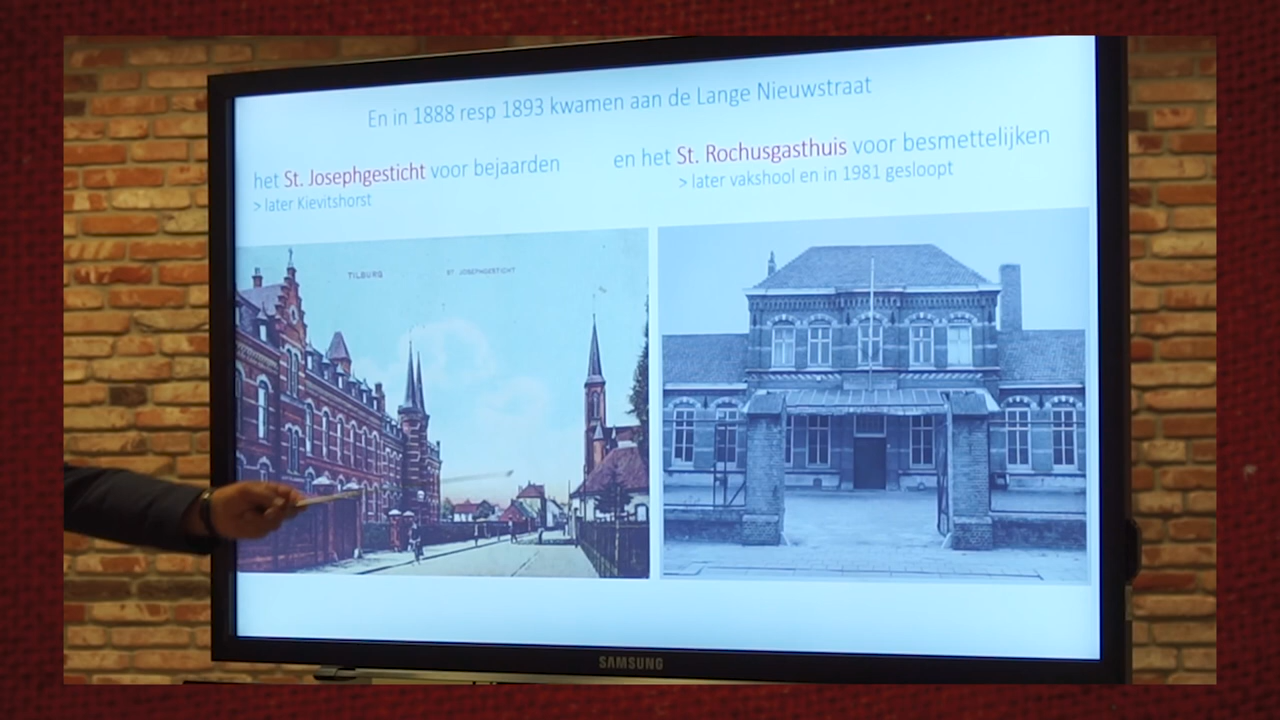 En in 1888 resp 1893 kwamen aan de Lange Nieuwstraat
het St. Josephgesticht voor bejaarden
> later Kievitshorst
en het St. Rochusgasthuis voor besmettelijken
> later vakshool en in 1981 gesloopt
TILBURG
ST JOSEPHGESTICHT
SAMSUNG